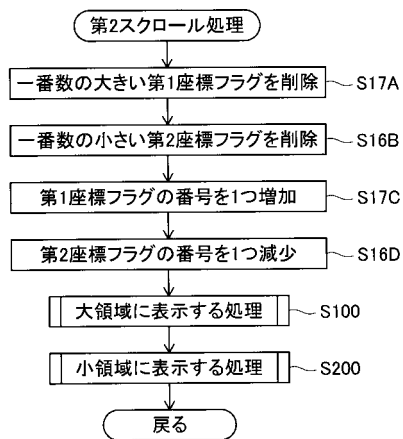 第2スクロール処理
一番数の大きい第1座標フラグを削除
S17A
一番数の小さい第2座標フラグを削除
S16B
第1座標フラグの番号を1つ増加
S17C
第2座標フラグの番号を1つ減少
S16D
大領域に表示する処理
S100
小領域に表示する処理
S200
戻る